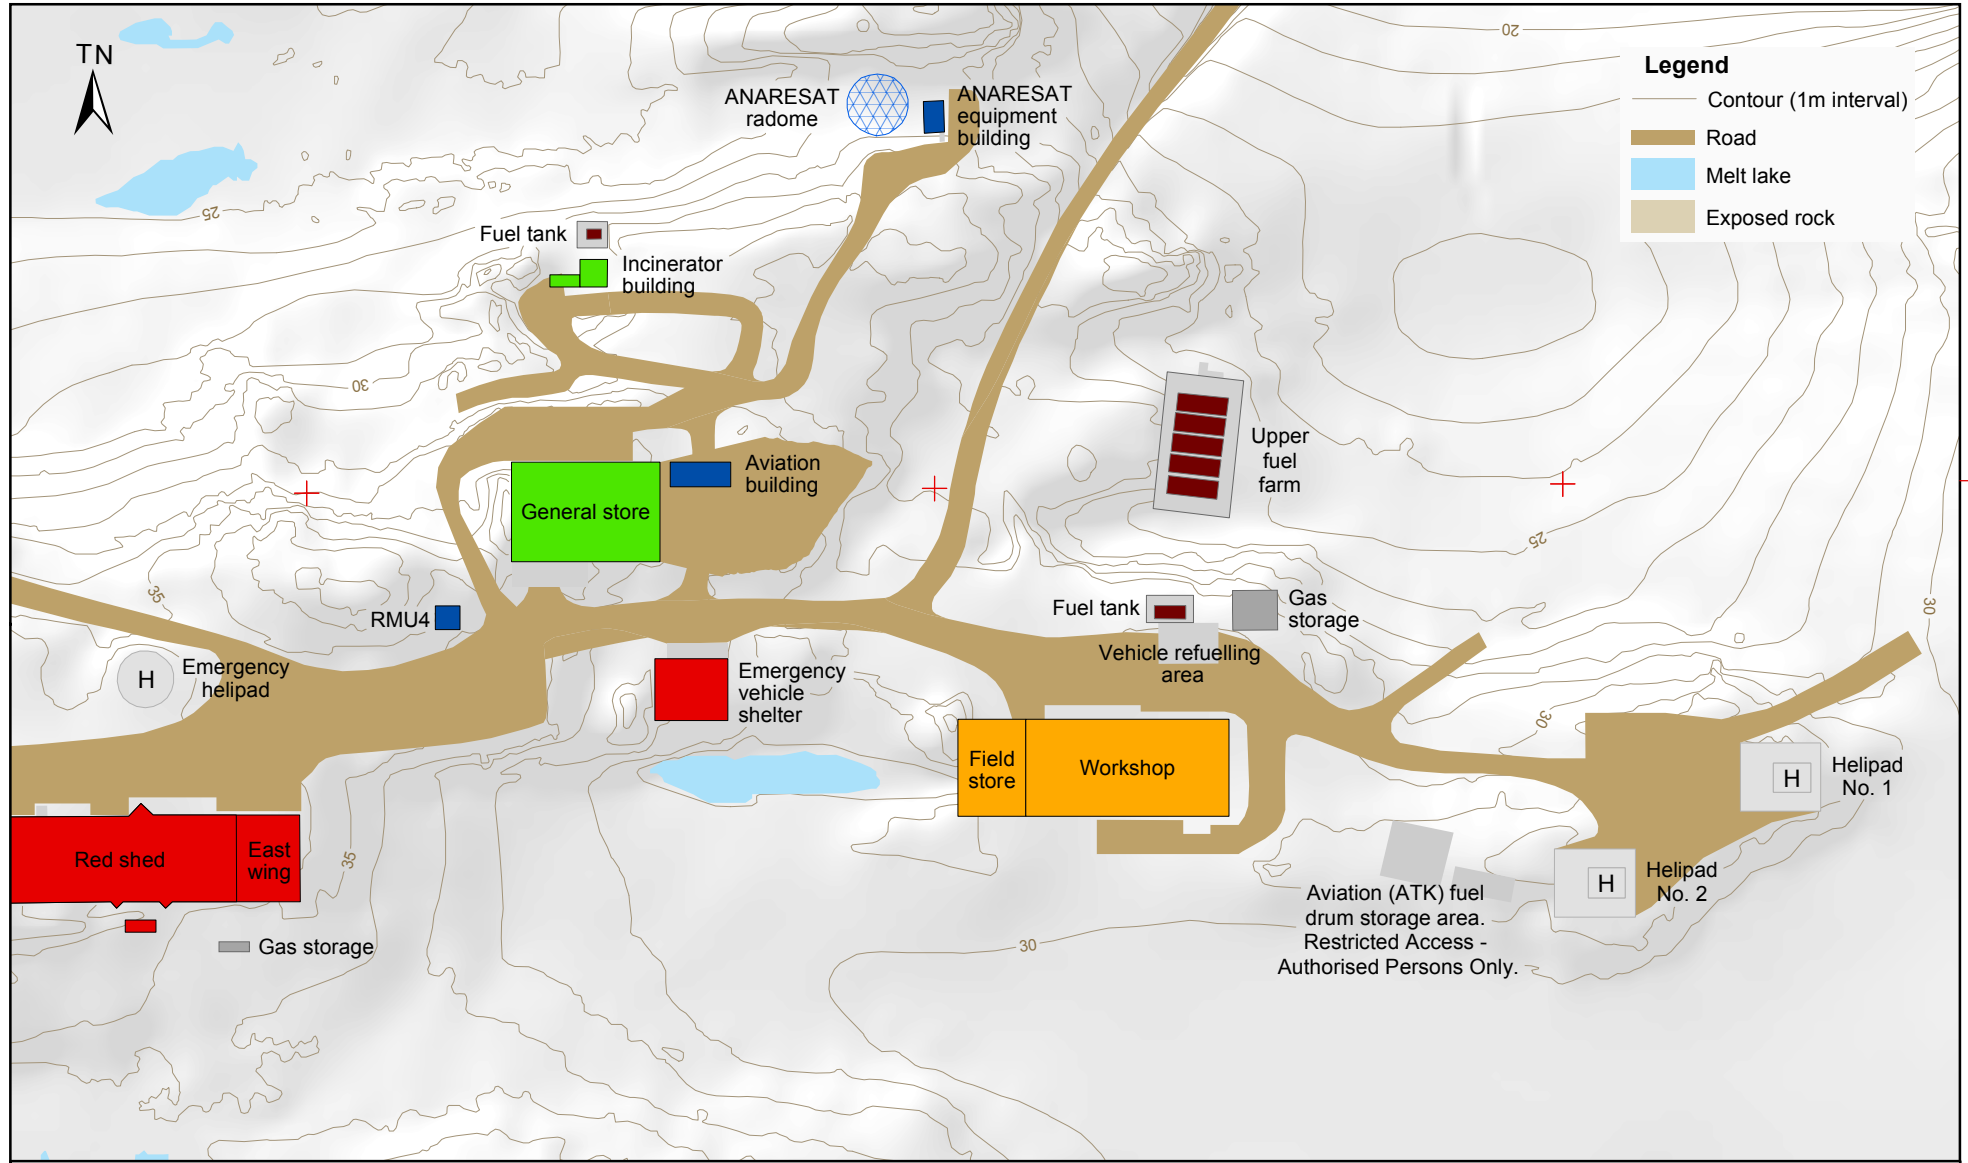 TN
Legend
Contour (1m interval)
Road
Melt lake
Exposed rock
20
ANARESAT
radome
ANARESAT
equipment
building
25
Fuel tank
Incinerator
building
30
Upper
fuel
farm
Aviation
building
General store
25
35
RMU4
Fuel tank
Gas
storage
30
Vehicle refuelling
area
H
Emergency
helipad
Emergency
vehicle
shelter
30
Field
store
Workshop
H
Helipad
No. 1
Red shed
East
wing
35
H
Helipad
No. 2
Aviation (ATK) fuel
drum storage area.
Restricted Access -
Authorised Persons Only.
Gas storage
30